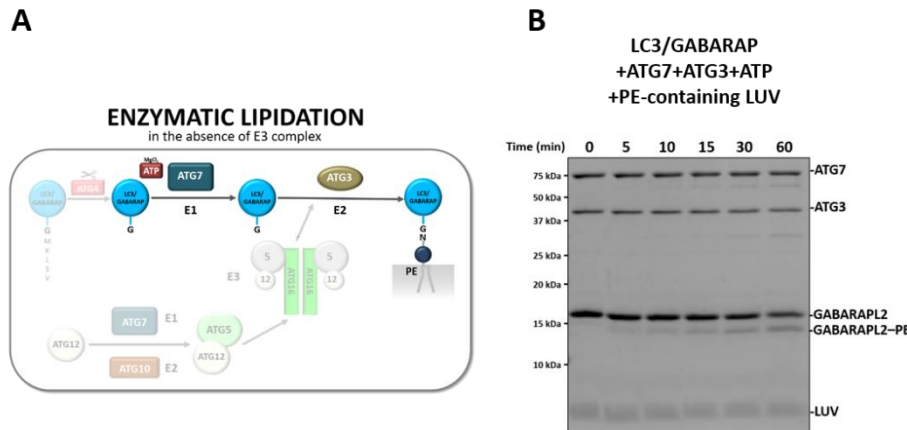 A
ENZYMATIC LIPIDATION
in the absence of E3 complex
ATG4
LC3/
GABARAP
G
M
K
L
S
V
LC3/
GABARAP
G
MgCl₂
ATP
ATG7
E1
LC3/
GABARAP
G
ATG3
E2
LC3/
GABARAP
G
N
PE
E3
5
12
ATG16
ATG16
5
12
ATG12
ATG7
E1
ATG10
E2
ATG5
ATG12
B
LC3/GABARAP
+ATG7+ATG3+ATP
+PE-containing LUV
Time (min) 0 5 10 15 30 60
75 kDa
50 kDa
37 kDa
25 kDa
20 kDa
15 kDa
10 kDa
-ATG7
-ATG3
-GABARAPL2
-GABARAPL2–PE
-LUV